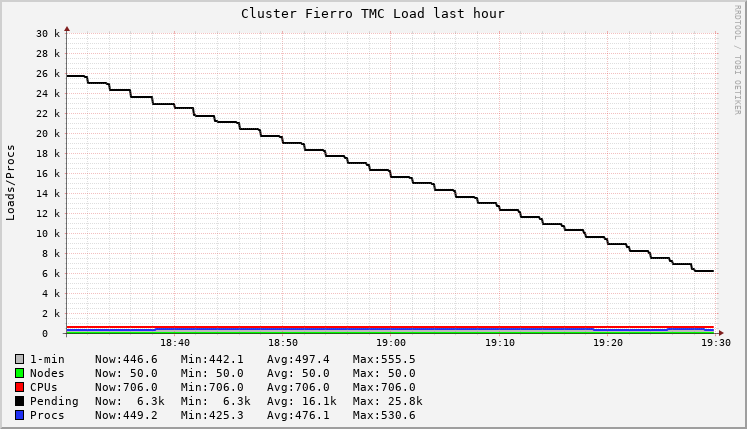 Cluster Fierro TMC Load last hour
RRDTOOL / TOBI OETIKER
Loads/Procs
30 k
28 k
26 k
24 k
22 k
20 k
18 k
16 k
14 k
12 k
10 k
8 k
6 k
4 k
2 k
0
18:40 18:50 19:00 19:10 19:20 19:30
1-min Now:446.6 Min:442.1 Avg:497.4 Max:555.5
Nodes Now: 50.0 Min: 50.0 Avg: 50.0 Max: 50.0
CPUs Now:706.0 Min:706.0 Avg:706.0 Max:706.0
Pending Now: 6.3k Min: 6.3k Avg: 16.1k Max: 25.8k
Procs Now:449.2 Min:425.3 Avg:476.1 Max:530.6